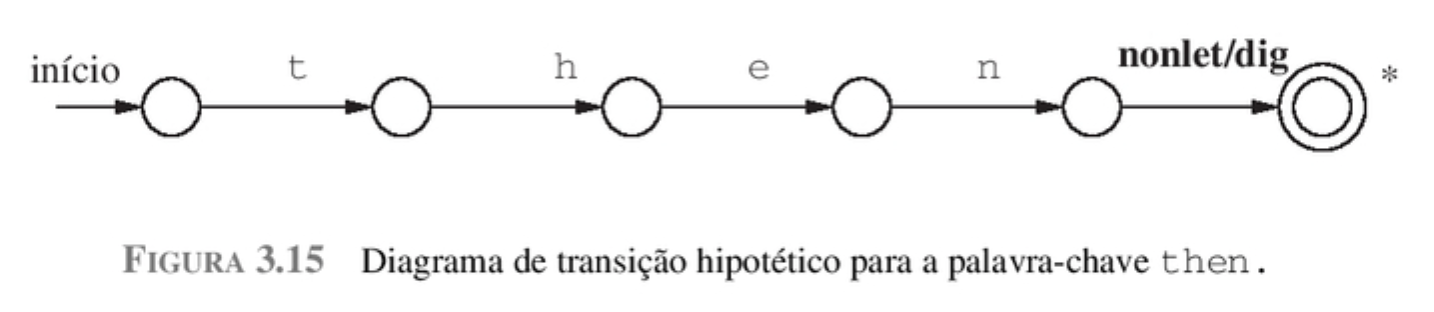 início t h e n nonlet/dig *
FIGURA 3.15 Diagrama de transição hipotético para a palavra-chave then.